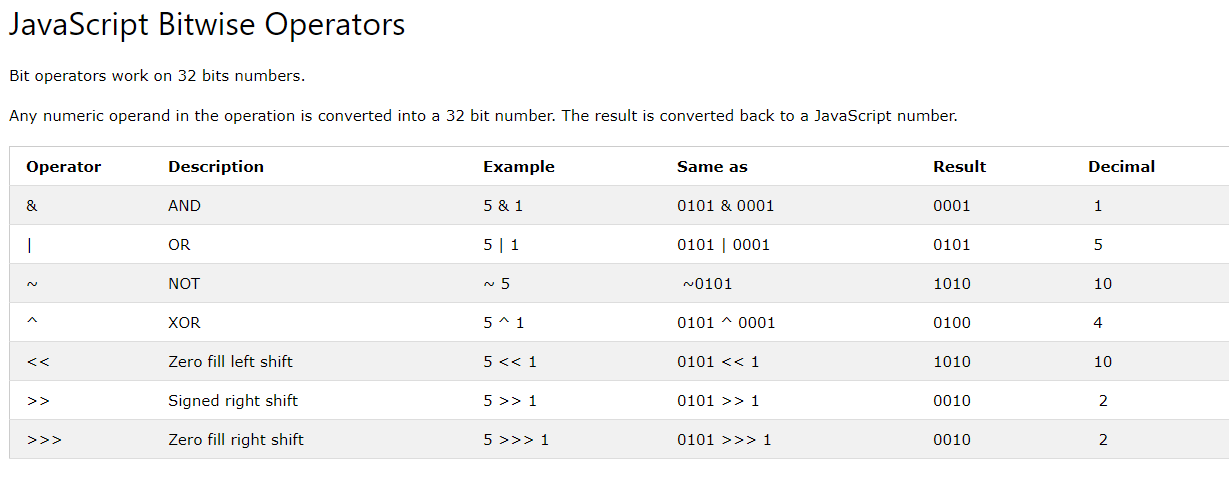 JavaScript Bitwise Operators
Bit operators work on 32 bits numbers.
Any numeric operand in the operation is converted into a 32 bit number. The result is converted back to a JavaScript number.
Operator Description Example Same as Result Decimal
& AND 5 & 1 0101 & 0001 0001 1
| OR 5 | 1 0101 | 0001 0101 5
~ NOT ~ 5 ~0101 1010 10
^ XOR 5 ^ 1 0101 ^ 0001 0100 4
<< Zero fill left shift 5 << 1 0101 << 1 1010 10
>> Signed right shift 5 >> 1 0101 >> 1 0010 2
>>> Zero fill right shift 5 >>> 1 0101 >>> 1 0010 2